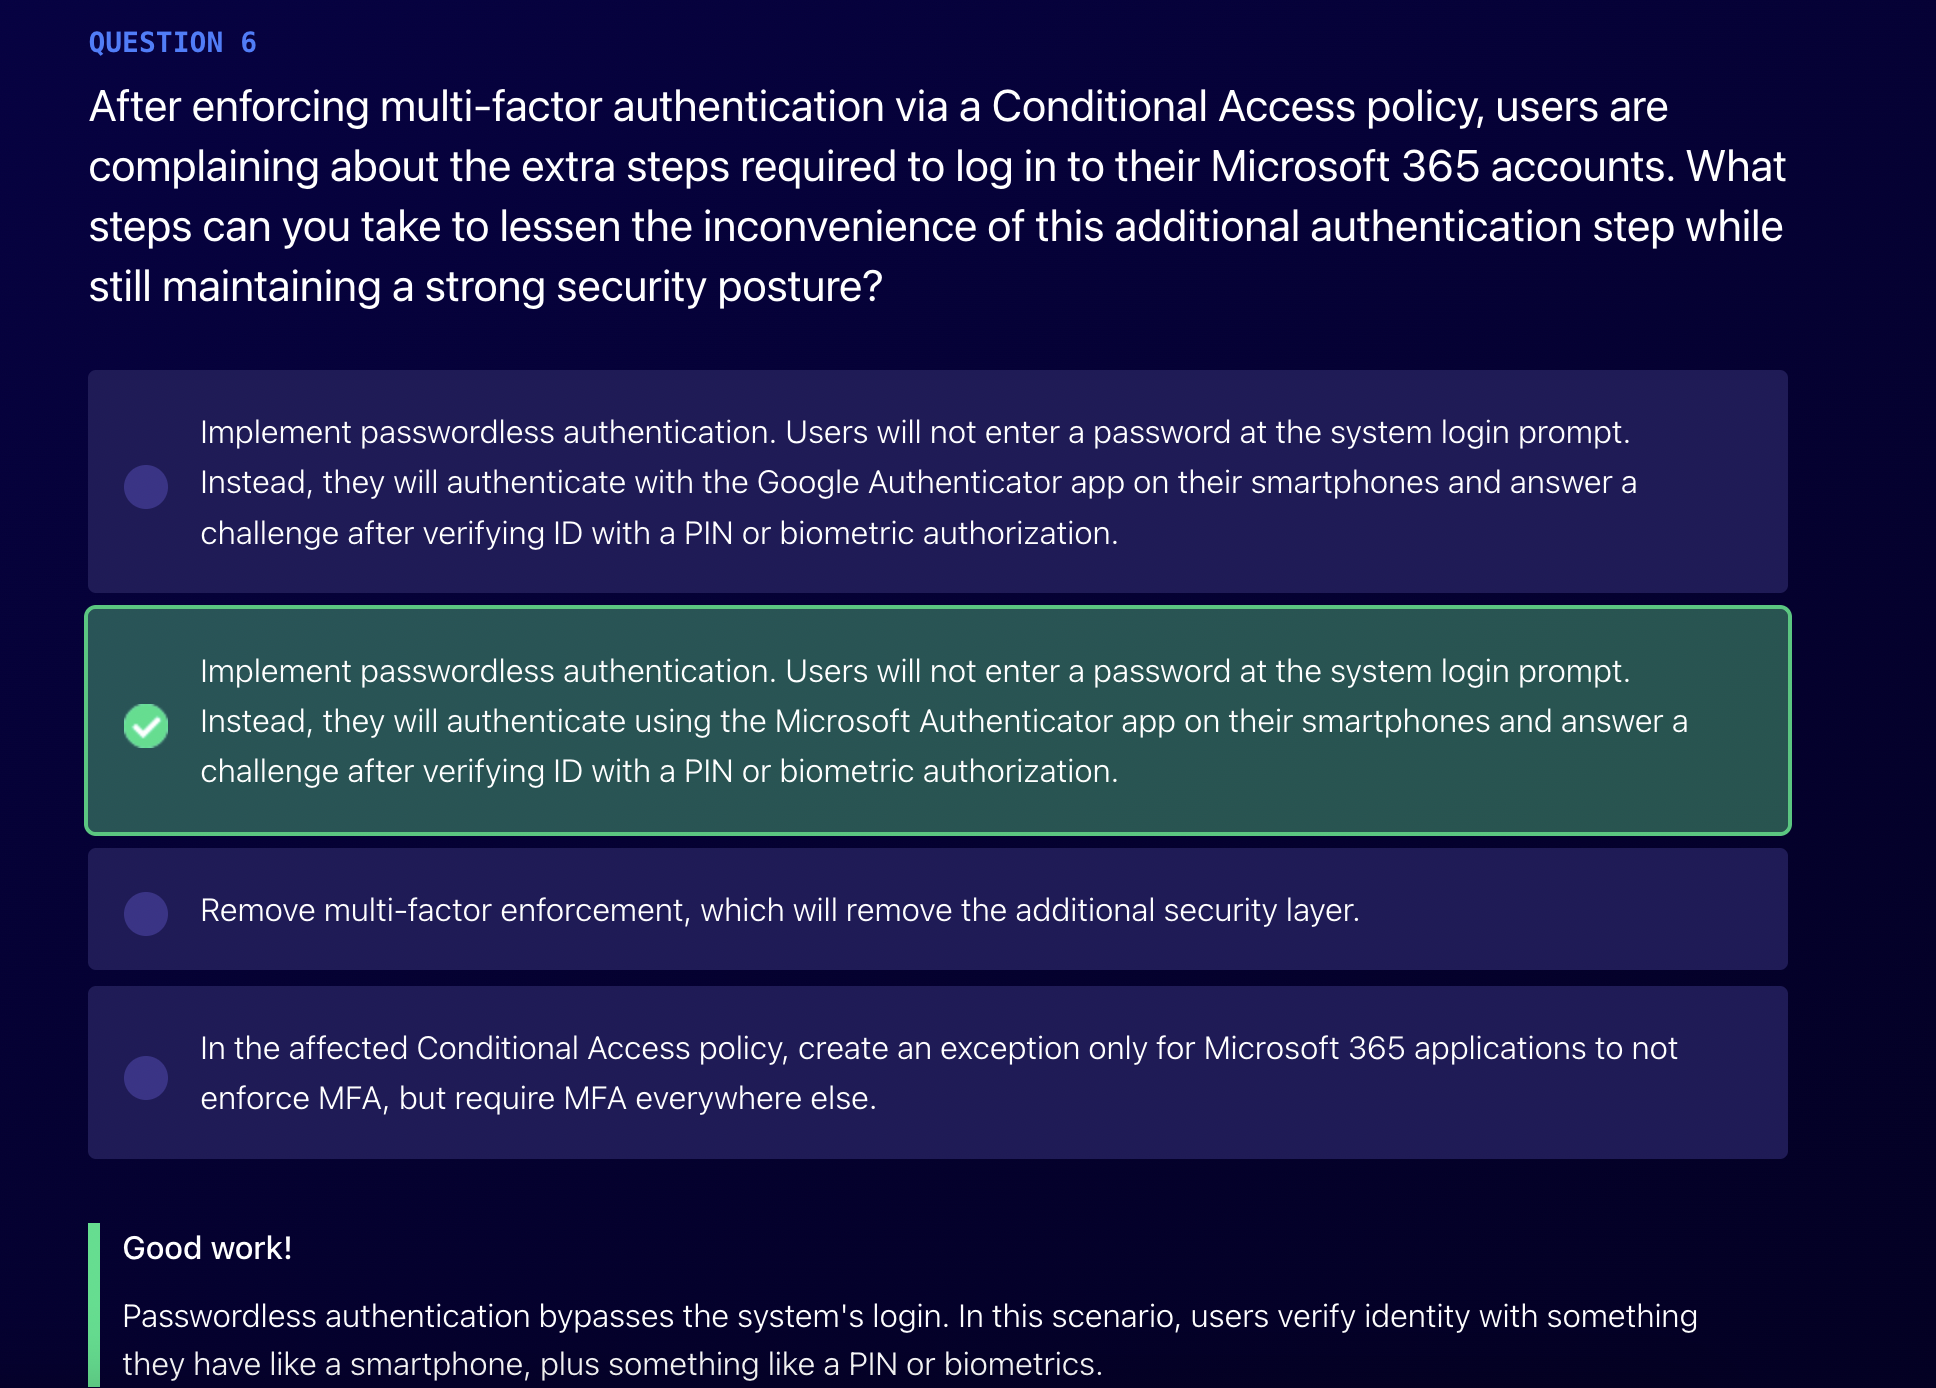 QUESTION 6
After enforcing multi-factor authentication via a Conditional Access policy, users are
complaining about the extra steps required to log in to their Microsoft 365 accounts. What
steps can you take to lessen the inconvenience of this additional authentication step while
still maintaining a strong security posture?
Implement passwordless authentication. Users will not enter a password at the system login prompt.
Instead, they will authenticate with the Google Authenticator app on their smartphones and answer a
challenge after verifying ID with a PIN or biometric authorization.
Implement passwordless authentication. Users will not enter a password at the system login prompt.
Instead, they will authenticate using the Microsoft Authenticator app on their smartphones and answer a
challenge after verifying ID with a PIN or biometric authorization.
Remove multi-factor enforcement, which will remove the additional security layer.
In the affected Conditional Access policy, create an exception only for Microsoft 365 applications to not
enforce MFA, but require MFA everywhere else.
Good work!
Passwordless authentication bypasses the system's login. In this scenario, users verify identity with something
they have like a smartphone, plus something like a PIN or biometrics.